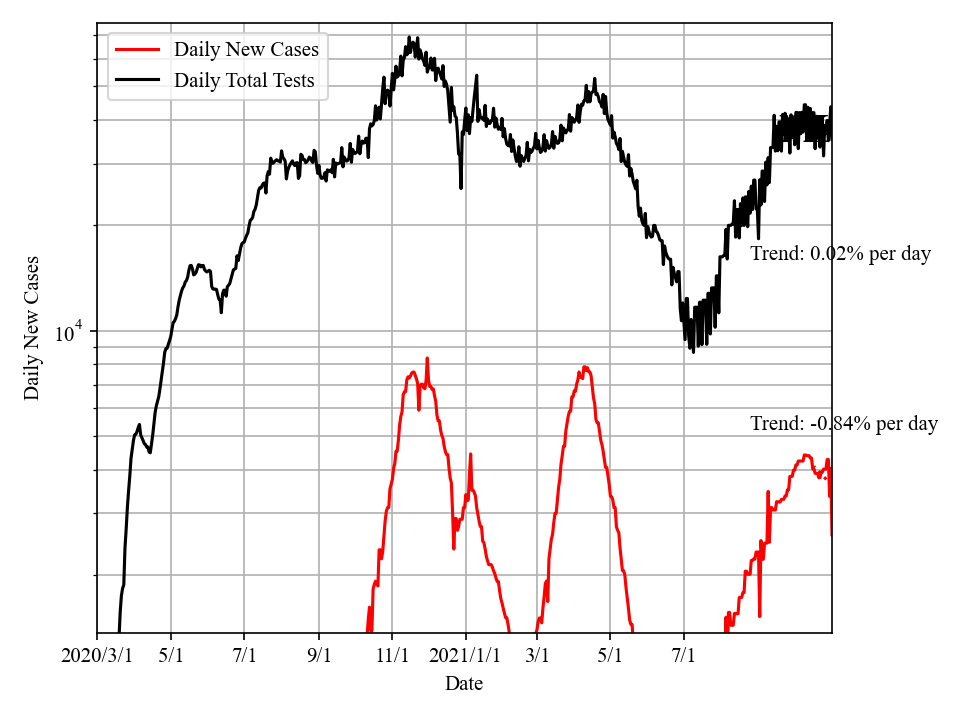 Daily New Cases
Daily Total Tests
Daily New Cases
10^4
Trend: 0.02% per day
Trend: -0.84% per day
2020/3/1 5/1 7/1 9/1 11/1 2021/1/1 3/1 5/1 7/1
Date